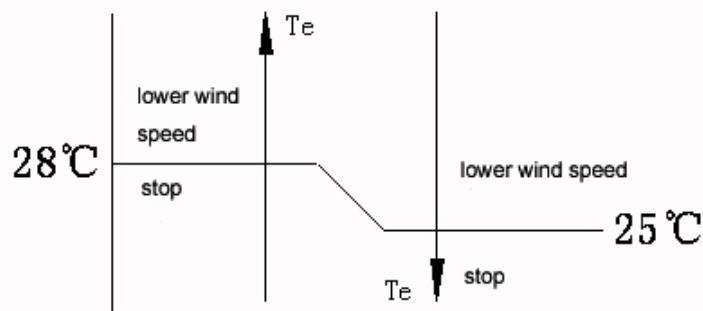 Te
lower wind
speed
28℃
stop
lower wind speed
25℃
Te
stop